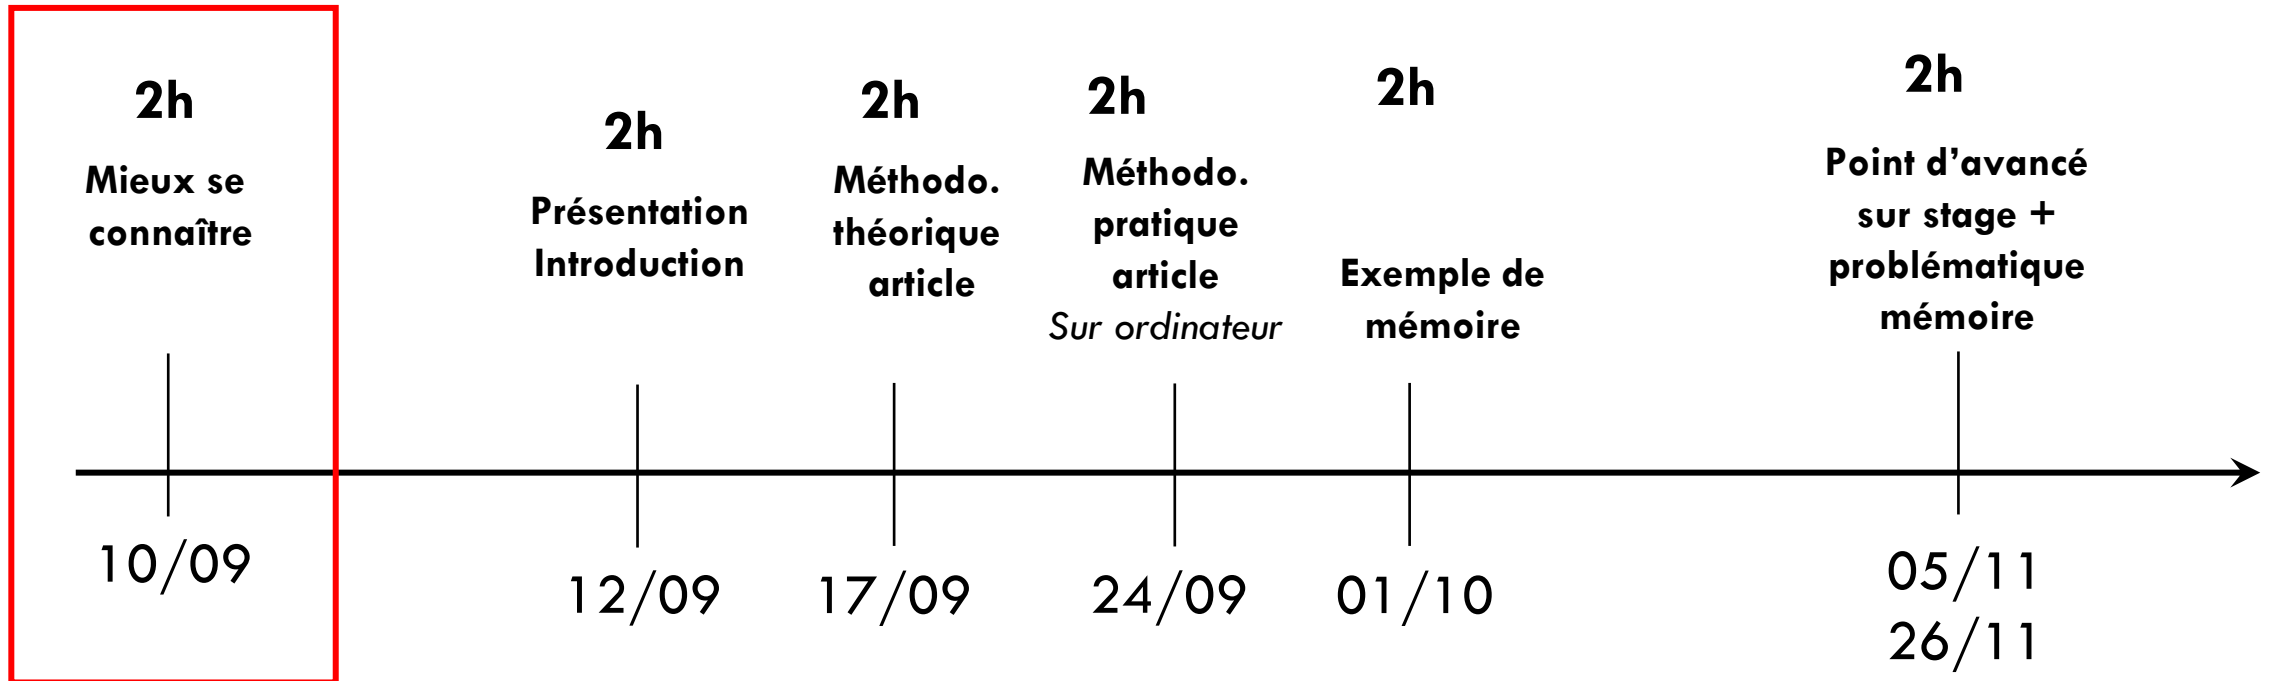 2h
Mieux se
connaître
10/09
2h
Présentation
Introduction
12/09
2h
Méthodo.
théorique
article
17/09
2h
Méthodo.
pratique
article
Sur ordinateur
24/09
2h
Exemple de
mémoire
01/10
2h
Point d’avancé
sur stage +
problématique
mémoire
05/11
26/11